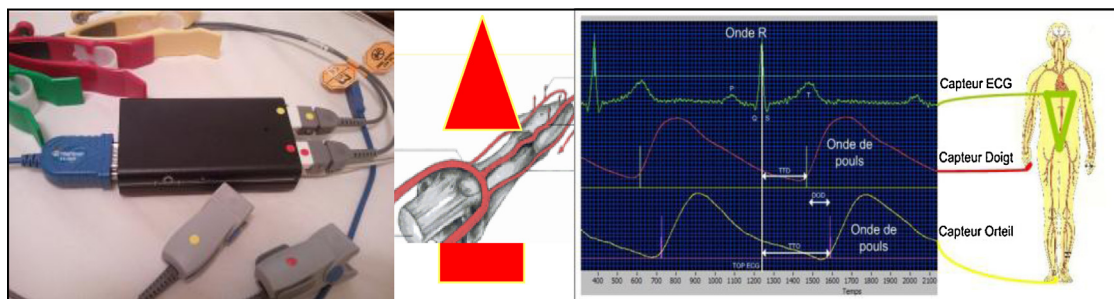 Onde R
P
T
Q
S
Onde de
pouls
TTD
DGD
Onde de
pouls
TTO
TOP ECG
400 500 600 700 800 900 1000 1100 1200 1300 1400 1500 1600 1700 1800 1900 2000 2100
Temps
Capteur ECG
Capteur Doigt
Capteur Orteil